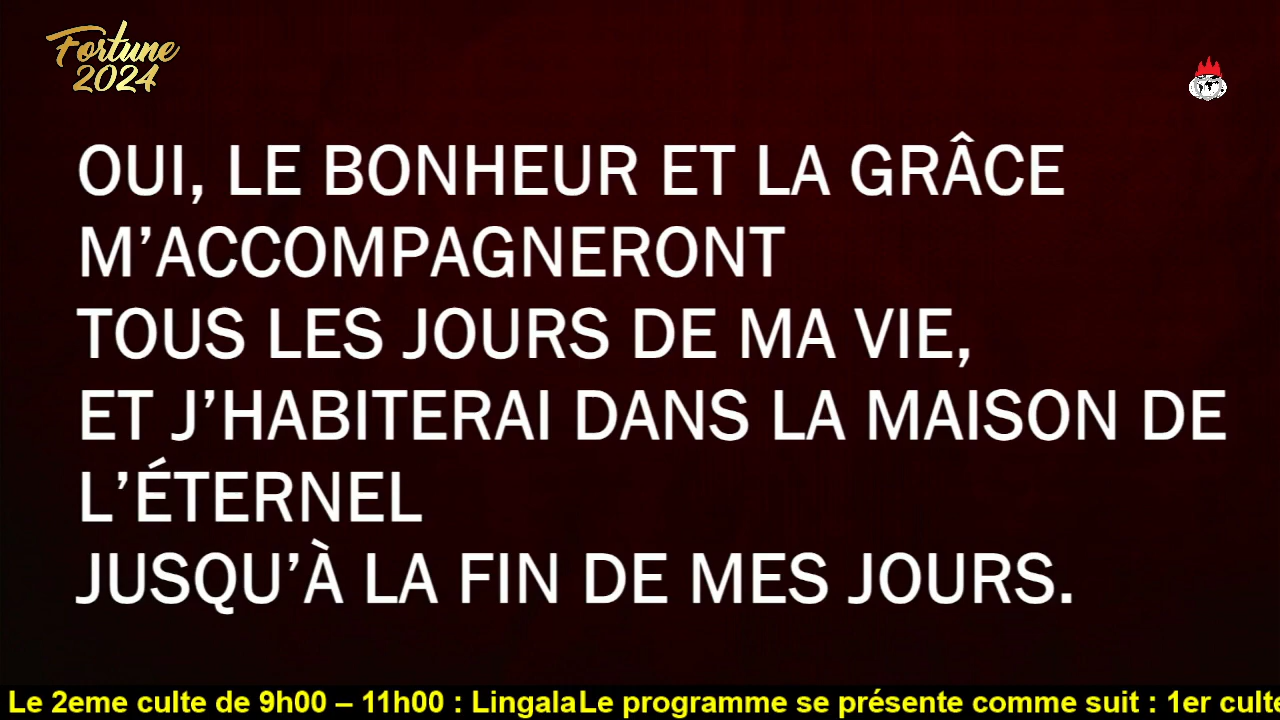 Fortune
2024
OUI, LE BONHEUR ET LA GRÂCE
M’ACCOMPAGNERONT
TOUS LES JOURS DE MA VIE,
ET J’HABITERAI DANS LA MAISON DE
L’ÉTERNEL
JUSQU’À LA FIN DE MES JOURS.
Le 2eme culte de 9h00 – 11h00 : LingalaLe programme se présente comme suit : 1er culte